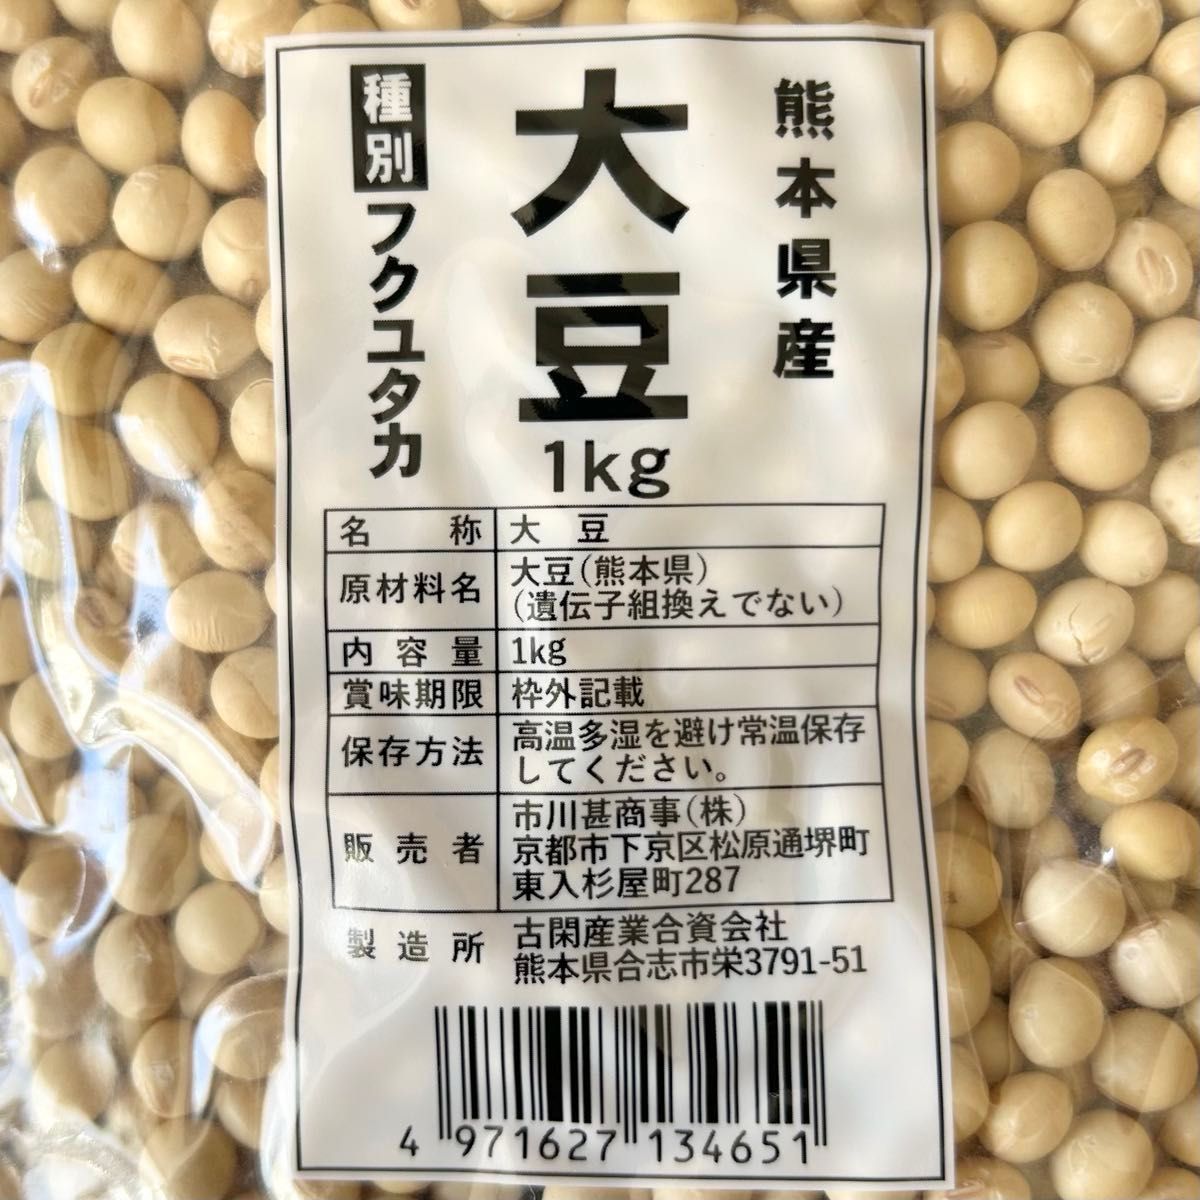 熊本県産
大豆
1kg
種別
フクユタカ
名称 大豆
原材料名 大豆(熊本県)
(遺伝子組換えでない)
内容量 1kg
賞味期限 枠外記載
保存方法 高温多湿を避け常温保存
してください。
販売者 市川甚商事(株)
京都市下京区松原通堺町
東入杉屋町287
製造所 古閑産業合資会社
熊本県合志市栄3791-51
4 971627 134651